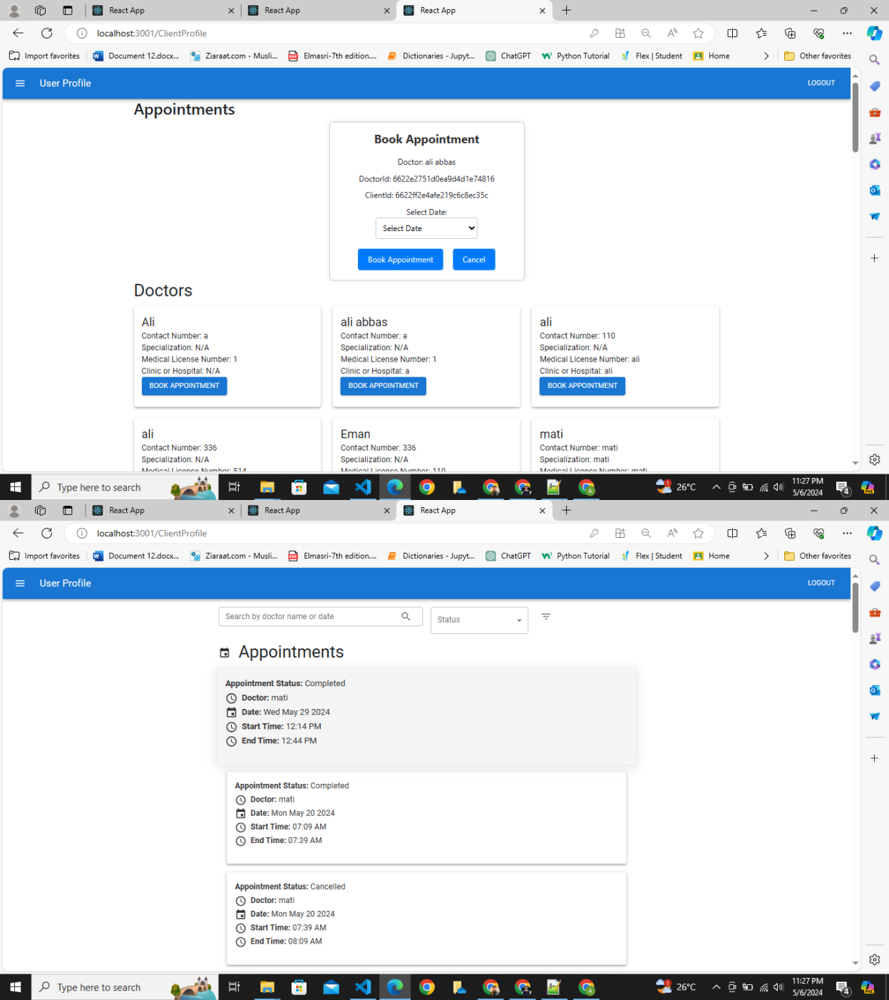 React App
React App
React App
localhost:3001/ClientProfile
Import favorites
Document 12.docx...
Ziaraat.com - Musli...
Elmasri-7th edition....
Dictionaries - Jupyt...
ChatGPT
Python Tutorial
Flex | Student
Home
Other favorites
User Profile
LOGOUT
Appointments
Book Appointment
Doctor: ali abbas
DoctorId: 6622e2751d0ea9d4d1e74816
ClientId: 6622ff2e4afe219c6c8ec35c
Select Date:
Select Date
Book Appointment
Cancel
Doctors
Ali
Contact Number: a
Specialization: N/A
Medical License Number: 1
Clinic or Hospital: N/A
BOOK APPOINTMENT
ali abbas
Contact Number: a
Specialization: N/A
Medical License Number: 1
Clinic or Hospital: a
BOOK APPOINTMENT
ali
Contact Number: 110
Specialization: N/A
Medical License Number: ali
Clinic or Hospital: ali
BOOK APPOINTMENT
ali
Contact Number: 336
Specialization: N/A
Medical License Number: 514
Eman
Contact Number: 336
Specialization: N/A
Medical License Number: 110
mati
Contact Number: mati
Specialization: mati
Medical License Number: mati
Type here to search
26°C
11:27 PM
5/6/2024
4
React App
React App
React App
localhost:3001/ClientProfile
Import favorites
Document 12.docx...
Ziaraat.com - Musli...
Elmasri-7th edition....
Dictionaries - Jupyt...
ChatGPT
Python Tutorial
Flex | Student
Home
Other favorites
User Profile
LOGOUT
Search by doctor name or date
Status
Appointments
Appointment Status: Completed
Doctor: mati
Date: Wed May 29 2024
Start Time: 12:14 PM
End Time: 12:44 PM
Appointment Status: Completed
Doctor: mati
Date: Mon May 20 2024
Start Time: 07:09 AM
End Time: 07:39 AM
Appointment Status: Cancelled
Doctor: mati
Date: Mon May 20 2024
Start Time: 07:39 AM
End Time: 08:09 AM
Type here to search
26°C
11:27 PM
5/6/2024
4